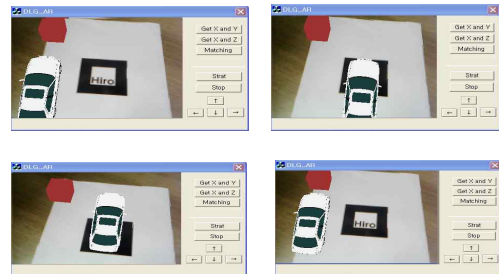 DLG_AR
Get X and Y
Get X and Z
Matching
Strat
Stop
↑
← ↓ →
Hiro
DLG_AR
Get X and Y
Get X and Z
Matching
Strat
Stop
↑
← ↓ →
DLG_AR
Get X and Y
Get X and Z
Matching
Strat
Stop
↑
← ↓ →
DLG_AR
Get X and Y
Get X and Z
Matching
Strat
Stop
↑
← ↓ →
Hiro